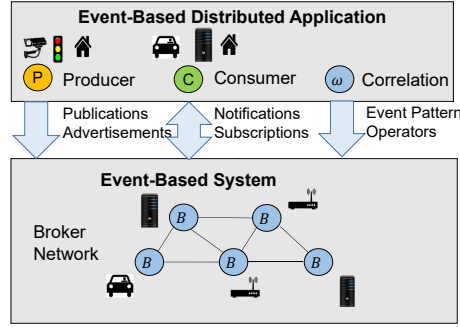 Event-Based Distributed Application
P Producer
C Consumer
ω Correlation
Publications
Advertisements
Notifications
Subscriptions
Event Pattern
Operators
Event-Based System
Broker
Network
B
B
B
B
B